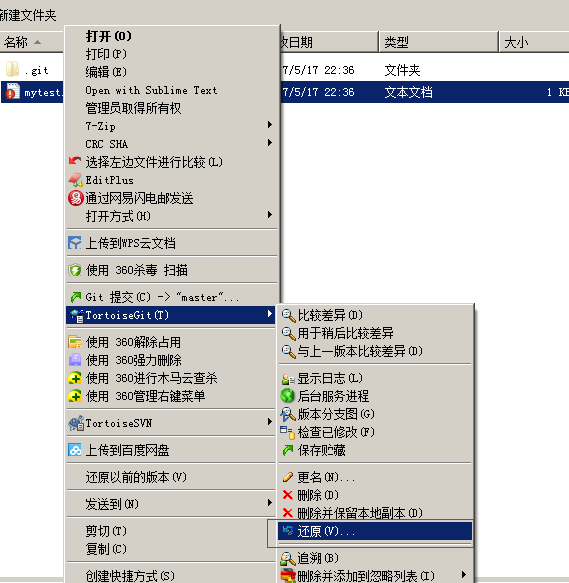 新建文件夹
名称
改日期
类型
大小
.git
7/5/17 22:36
文件夹
mytest.
7/5/17 22:36
文本文档
1 KB
打开(O)
打印(P)
编辑(E)
Open with Sublime Text
管理员取得所有权
7-Zip
CRC SHA
选择左边文件进行比较(L)
EditPlus
通过网易闪电邮发送
打开方式(H)
上传到WPS云文档
使用 360杀毒 扫描
Git 提交(C) -> "master"...
TortoiseGit(T)
使用 360解除占用
使用 360强力删除
使用 360进行木马云查杀
使用 360管理右键菜单
TortoiseSVN
上传到百度网盘
还原以前的版本(V)
发送到(N)
剪切(T)
复制(C)
创建快捷方式(S)
比较差异(D)
用于稍后比较差异
与上一版本比较差异(D)
显示日志(L)
后台服务进程
版本分支图(G)
检查已修改(F)
保存贮藏
更名(N)...
删除(D)
删除并保留本地副本(D)
还原(V)...
追溯(B)
删除并添加到忽略列表(I)